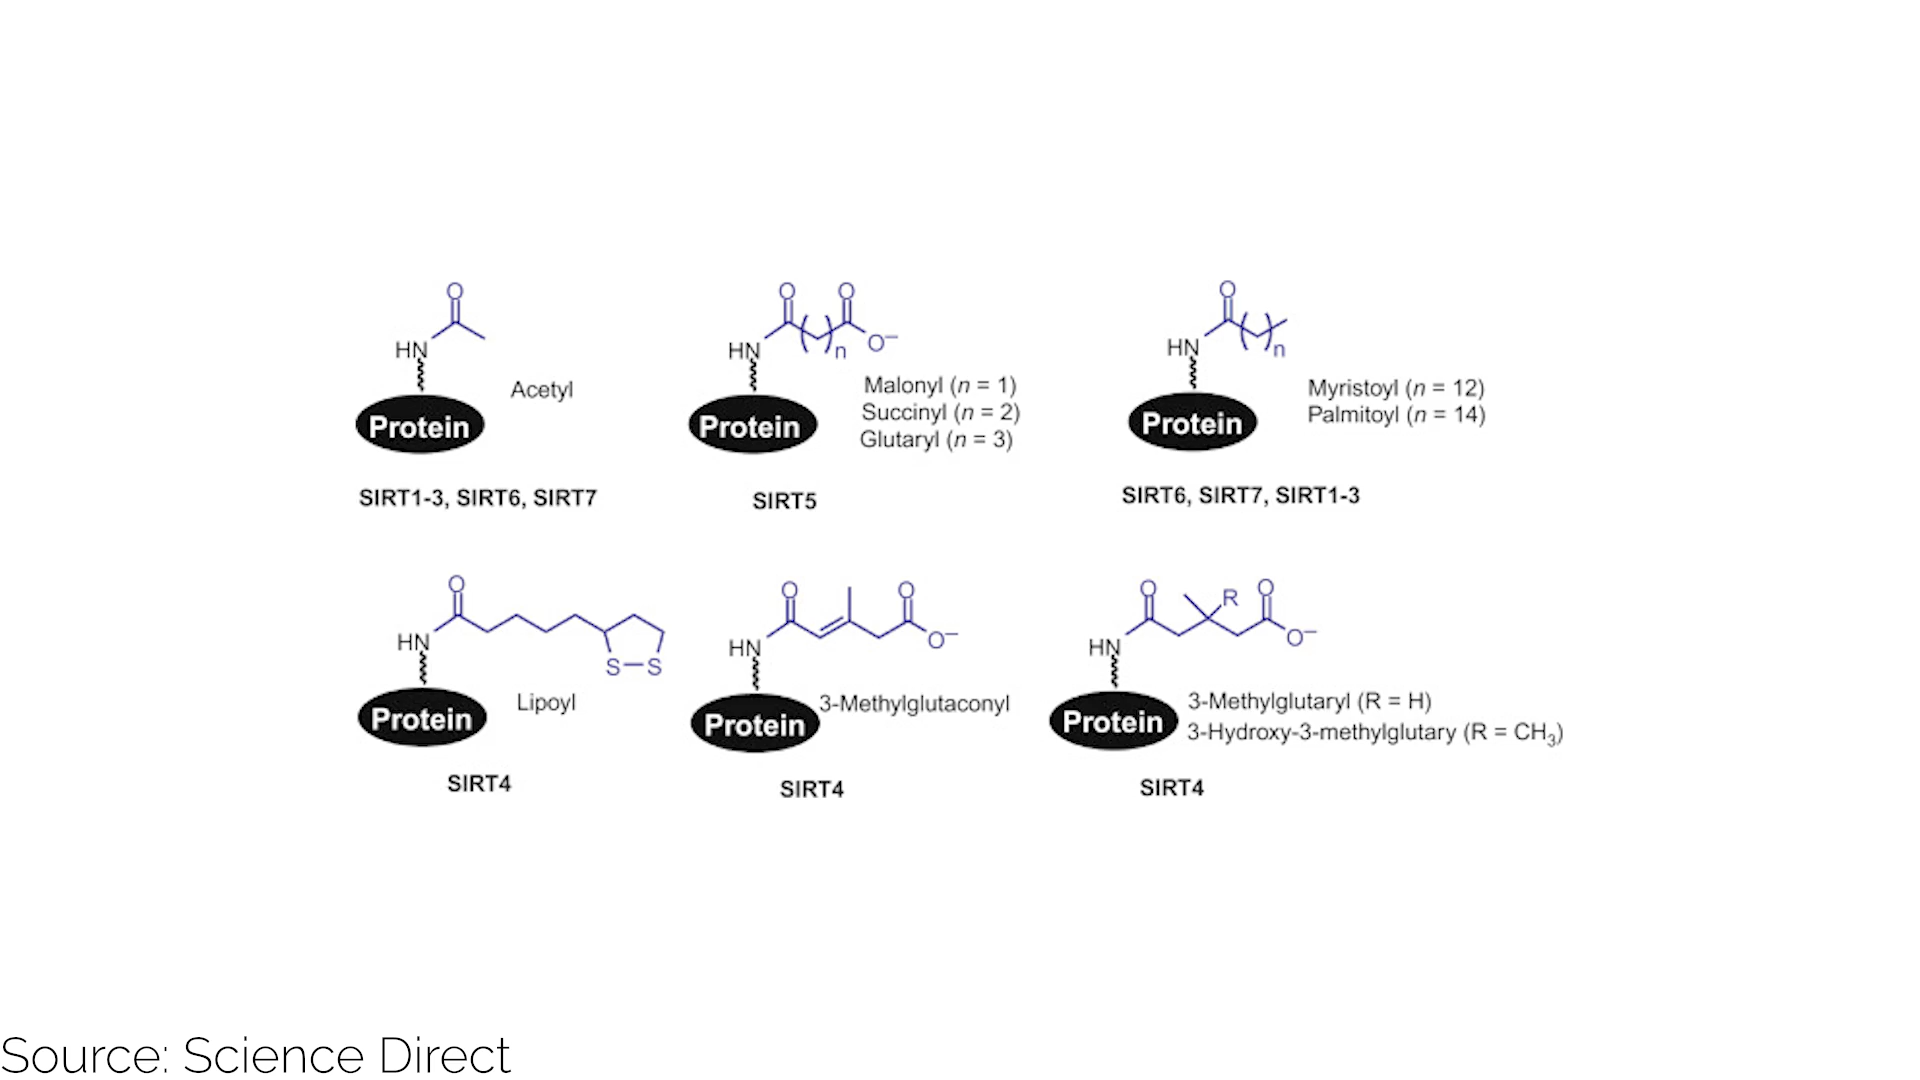 O
HN
Protein
Acetyl
SIRT1-3, SIRT6, SIRT7
O O
HN n O–
Protein
Malonyl (n = 1)
Succinyl (n = 2)
Glutaryl (n = 3)
SIRT5
O
HN n
Protein
Myristoyl (n = 12)
Palmitoyl (n = 14)
SIRT6, SIRT7, SIRT1-3
O
HN
S–S
Protein
Lipoyl
SIRT4
O O
HN O–
Protein
3-Methylglutaconyl
SIRT4
O R O
HN O–
Protein
3-Methylglutaryl (R = H)
3-Hydroxy-3-methylglutary (R = CH₃)
SIRT4
Source: Science Direct